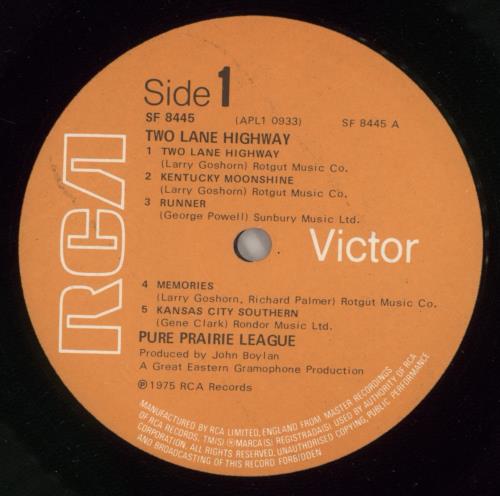 Side 1
SF 8445 (APL1 0933) SF 8445 A
TWO LANE HIGHWAY
1 TWO LANE HIGHWAY
(Larry Goshorn) Rotgut Music Co.
2 KENTUCKY MOONSHINE
(Larry Goshorn) Rotgut Music Co.
3 RUNNER
(George Powell) Sunbury Music Ltd.
RCA
Victor
4 MEMORIES
(Larry Goshorn, Richard Palmer) Rotgut Music Co.
5 KANSAS CITY SOUTHERN
(Gene Clark) Rondor Music Ltd.
PURE PRAIRIE LEAGUE
Produced by John Boylan
A Great Eastern Gramophone Production
℗1975 RCA Records
MANUFACTURED BY RCA LIMITED, ENGLAND FROM MASTER RECORDINGS
OF RCA RECORDS. TM(S) ®MARCA(S) REGISTRADA(S) USED BY AUTHORITY OF RCA
CORPORATION. ALL RIGHTS RESERVED. UNAUTHORISED COPYING, PUBLIC PERFORMANCE
AND BROADCASTING OF THIS RECORD FORBIDDEN